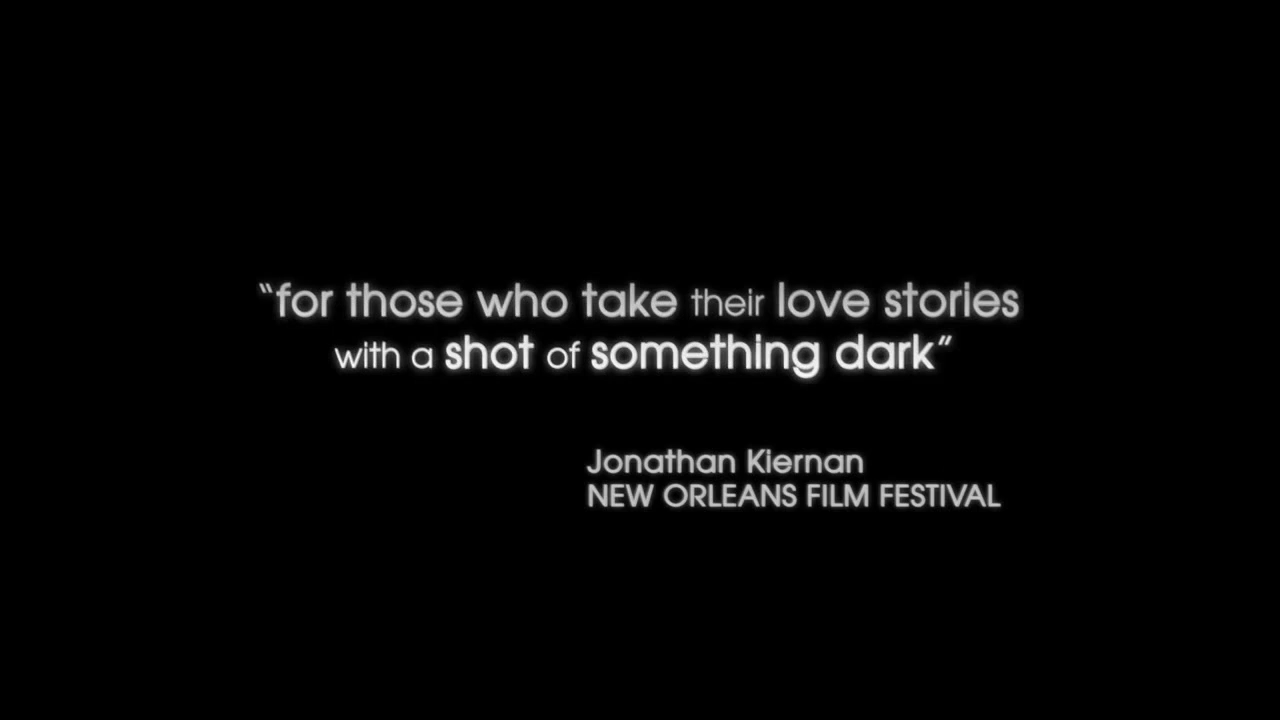 “for those who take their love stories
with a shot of something dark”
Jonathan Kiernan
NEW ORLEANS FILM FESTIVAL